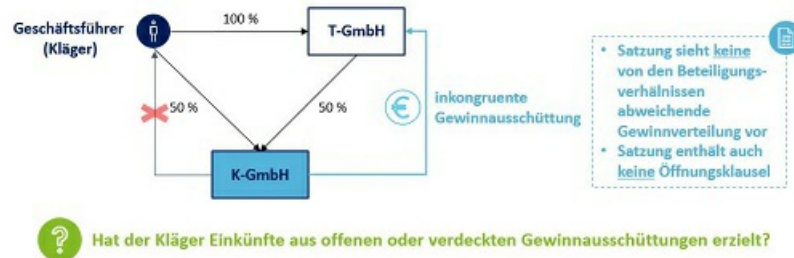 Geschäftsführer
(Kläger)
100 %
T-GmbH
50 %
50 %
K-GmbH
€
inkongruente
Gewinnausschüttung
• Satzung sieht keine
von den Beteiligungs-
verhältnissen
abweichende
Gewinnverteilung vor
• Satzung enthält auch
keine Öffnungsklausel
? Hat der Kläger Einkünfte aus offenen oder verdeckten Gewinnausschüttungen erzielt?